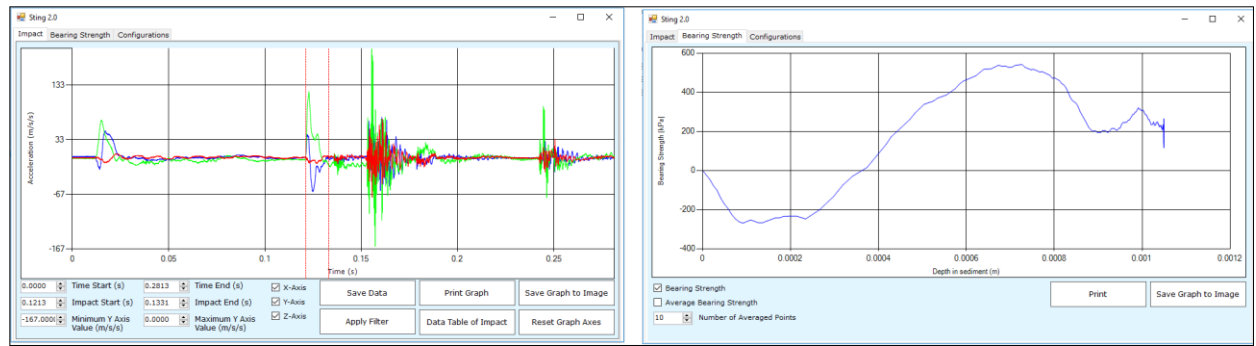 Sting 2.0
Impact Bearing Strength Configurations
133
33
-67
-167
Acceleration (m/s/s)
0 0.05 0.1 0.15 0.2 0.25
Time (s)
0.0000 Time Start (s) 0.2813 Time End (s) X-Axis
0.1213 Impact Start (s) 0.1331 Impact End (s) Y-Axis
-167.000( Minimum Y Axis 0.0000 Maximum Y Axis Z-Axis
Value (m/s/s) Value (m/s/s)
Save Data Print Graph Save Graph to Image
Apply Filter Data Table of Impact Reset Graph Axes
Sting 2.0
Impact Bearing Strength Configurations
600
400
200
0
-200
-400
Bearing Strength [kPa]
0 0.0002 0.0004 0.0006 0.0008 0.001 0.0012
Depth in sediment (m)
Bearing Strength
Average Bearing Strength
10 Number of Averaged Points
Print Save Graph to Image